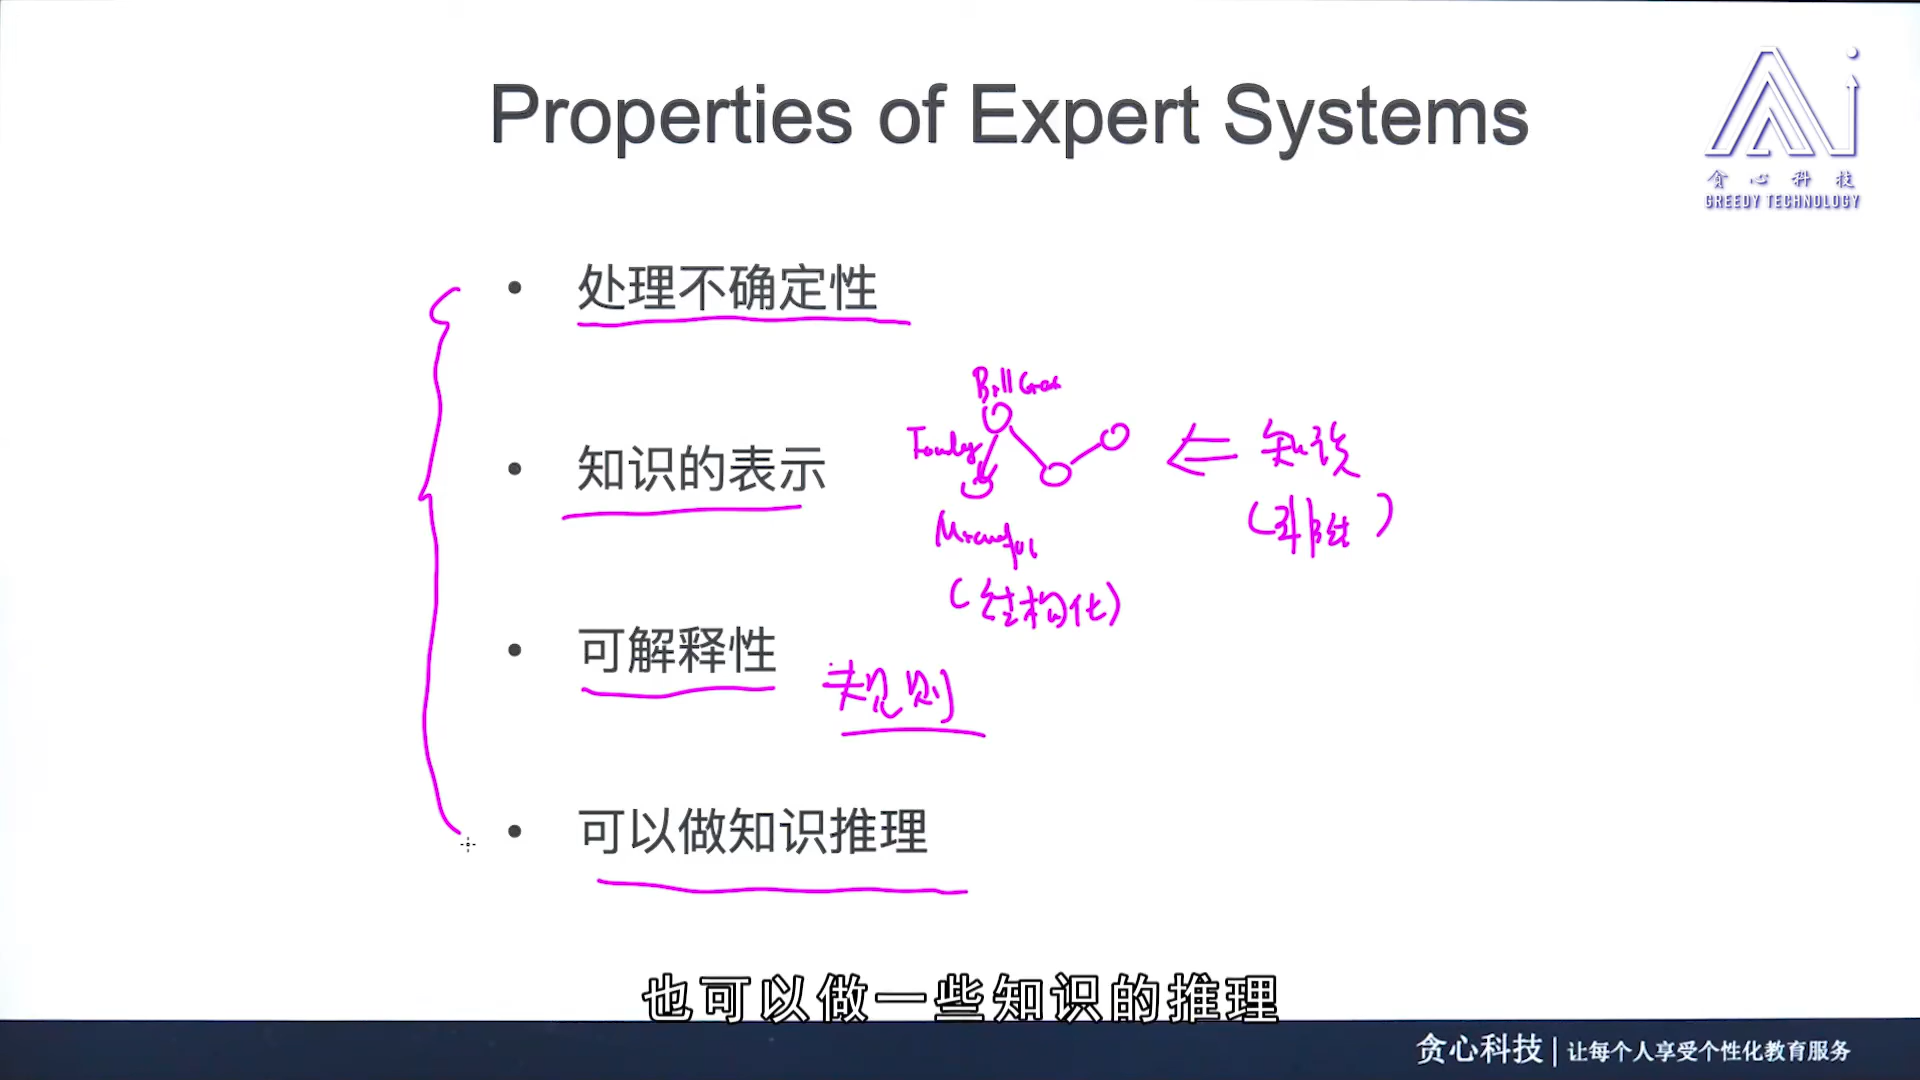 Properties of Expert Systems
贪心科技
GREEDY TECHNOLOGY
• 处理不确定性
Bill
• 知识的表示
知识
(非结)
(结构化)
• 可解释性
规则
• 可以做知识推理
也可以做一些知识的推理
贪心科技 | 让每个人享受个性化教育服务